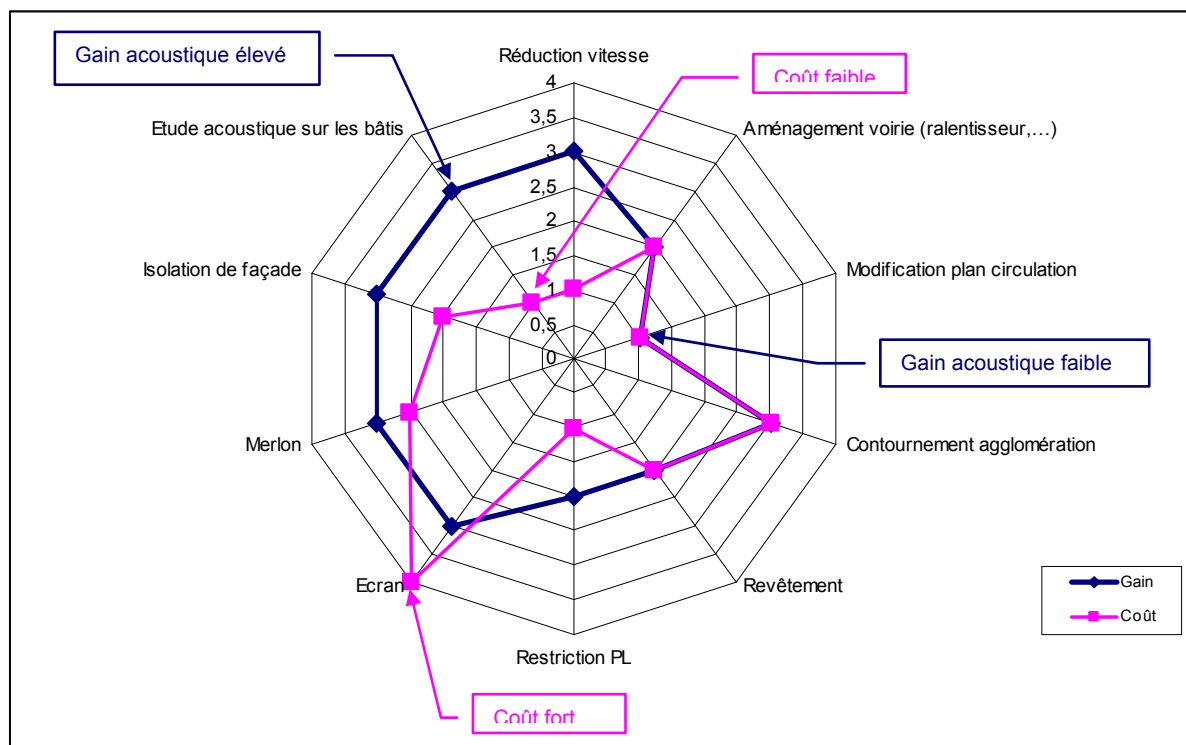 Gain acoustique élevé
Réduction vitesse
Coût faible
Etude acoustique sur les bâtis
Aménagement voirie (ralentisseur,…)
4
3,5
3
2,5
2
1,5
1
0,5
0
Isolation de façade
Modification plan circulation
Gain acoustique faible
Merlon
Contournement agglomération
Ecran
Revêtement
Restriction PL
Gain
Coût
Coût fort